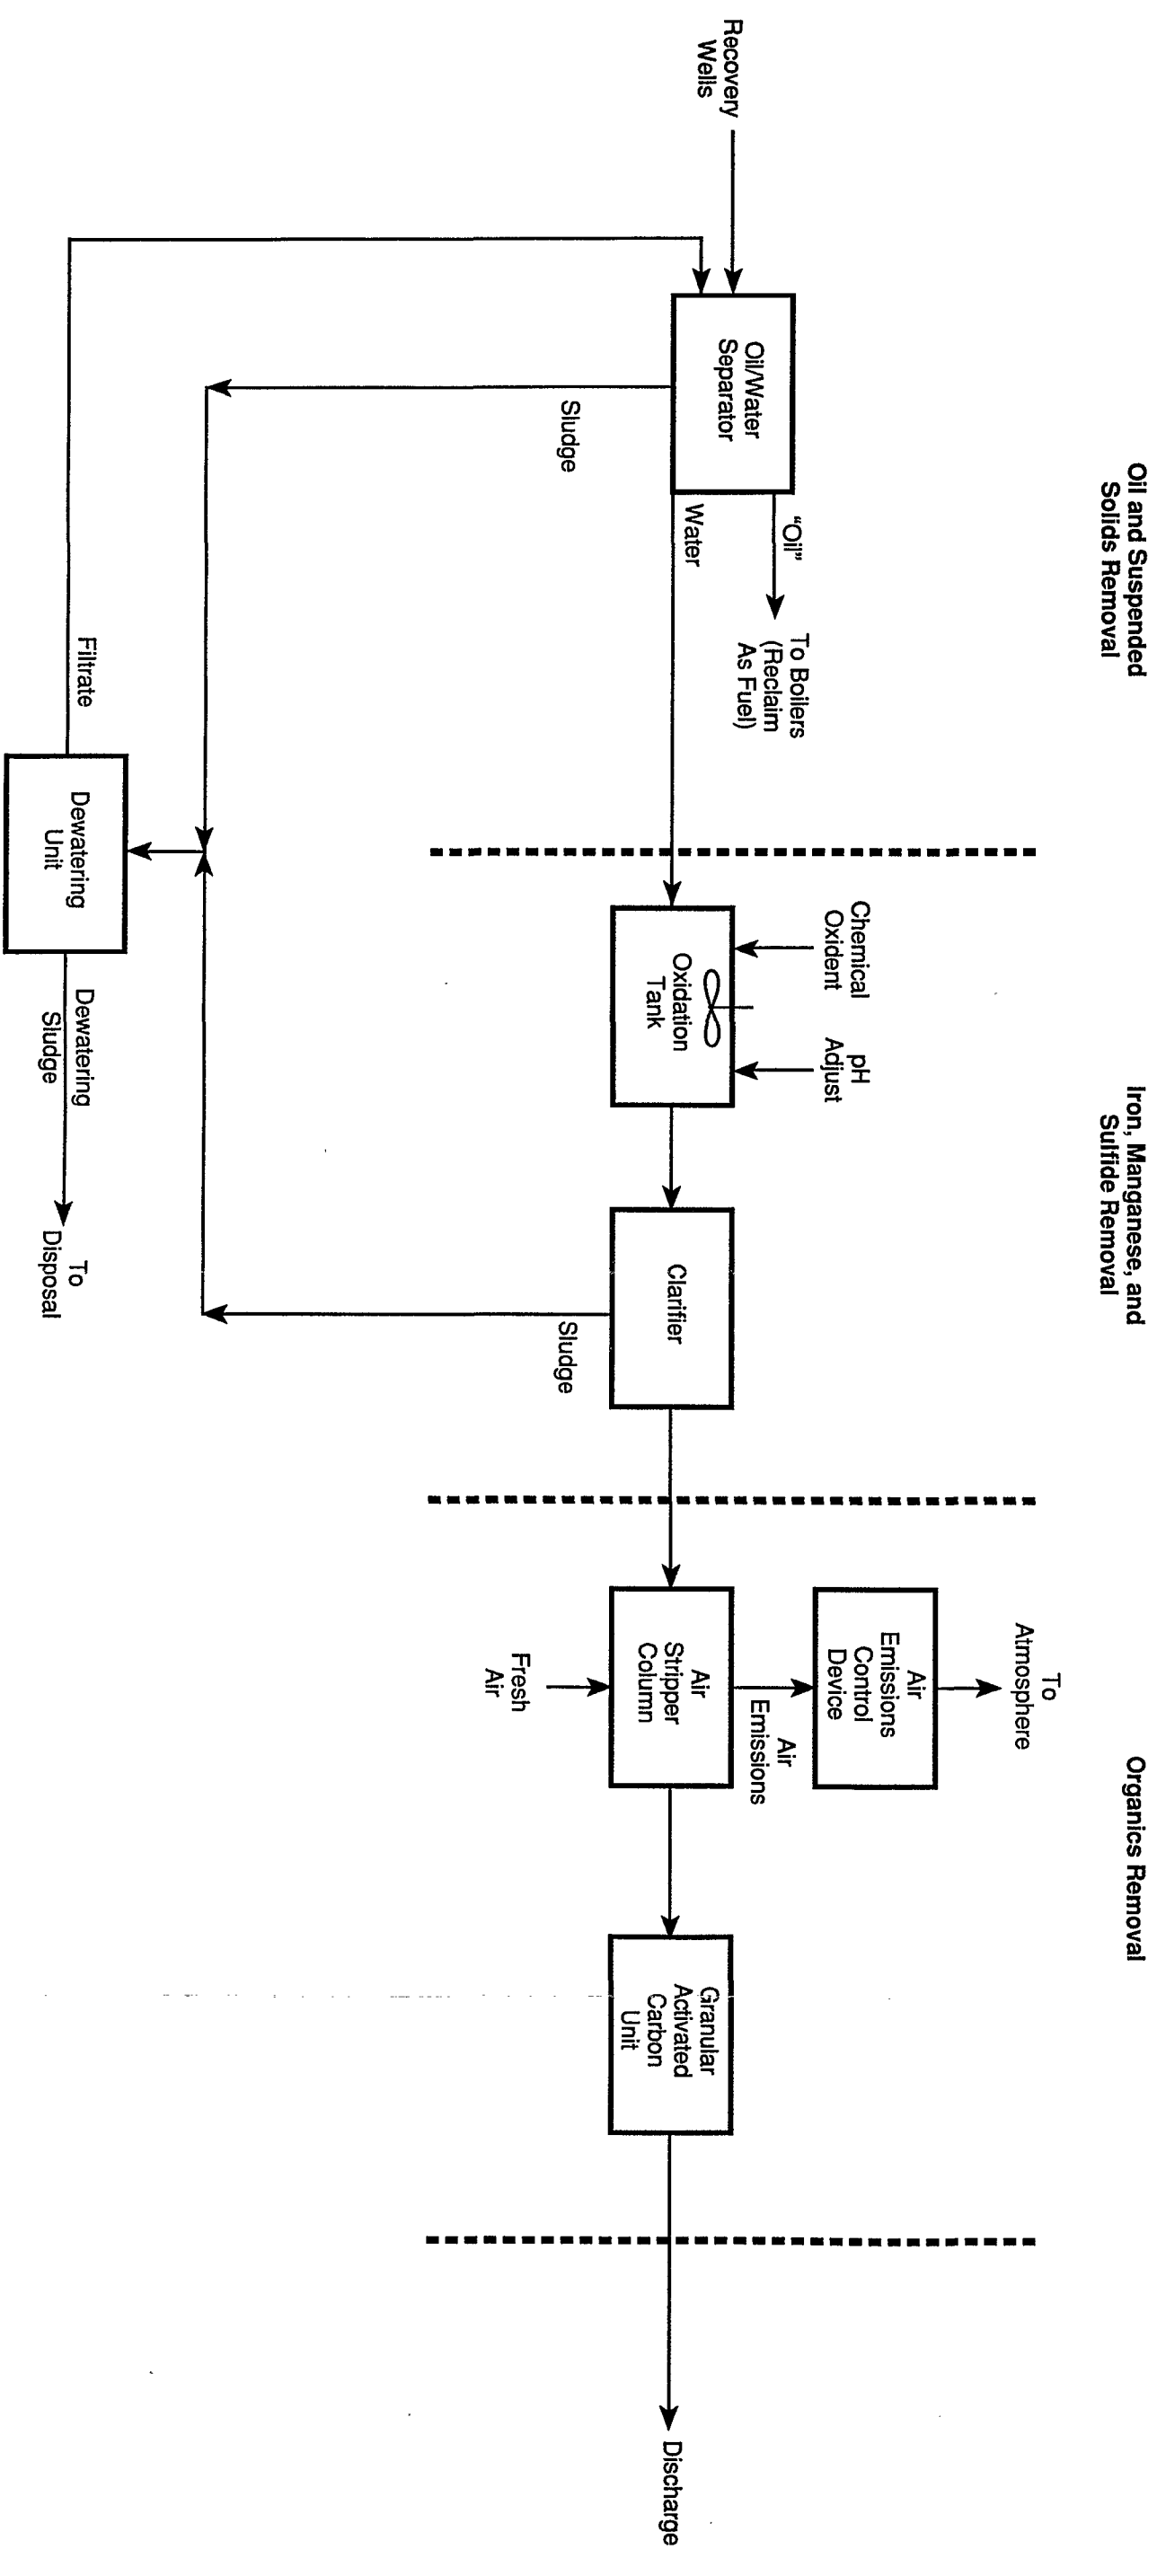 Oil and Suspended
Solids Removal
Iron, Manganese, and
Sulfide Removal
Organics Removal
Recovery
Wells
Oil/Water
Separator
"Oil"
To Boilers
(Reclaim
As Fuel)
Water
Sludge
Chemical
Oxident
pH
Adjust
Oxidation
Tank
Clarifier
Sludge
To
Atmosphere
Air
Emissions
Control
Device
Air
Emissions
Air
Stripper
Column
Fresh
Air
Granular
Activated
Carbon
Unit
Discharge
Filtrate
Dewatering
Unit
Dewatering
Sludge
To
Disposal